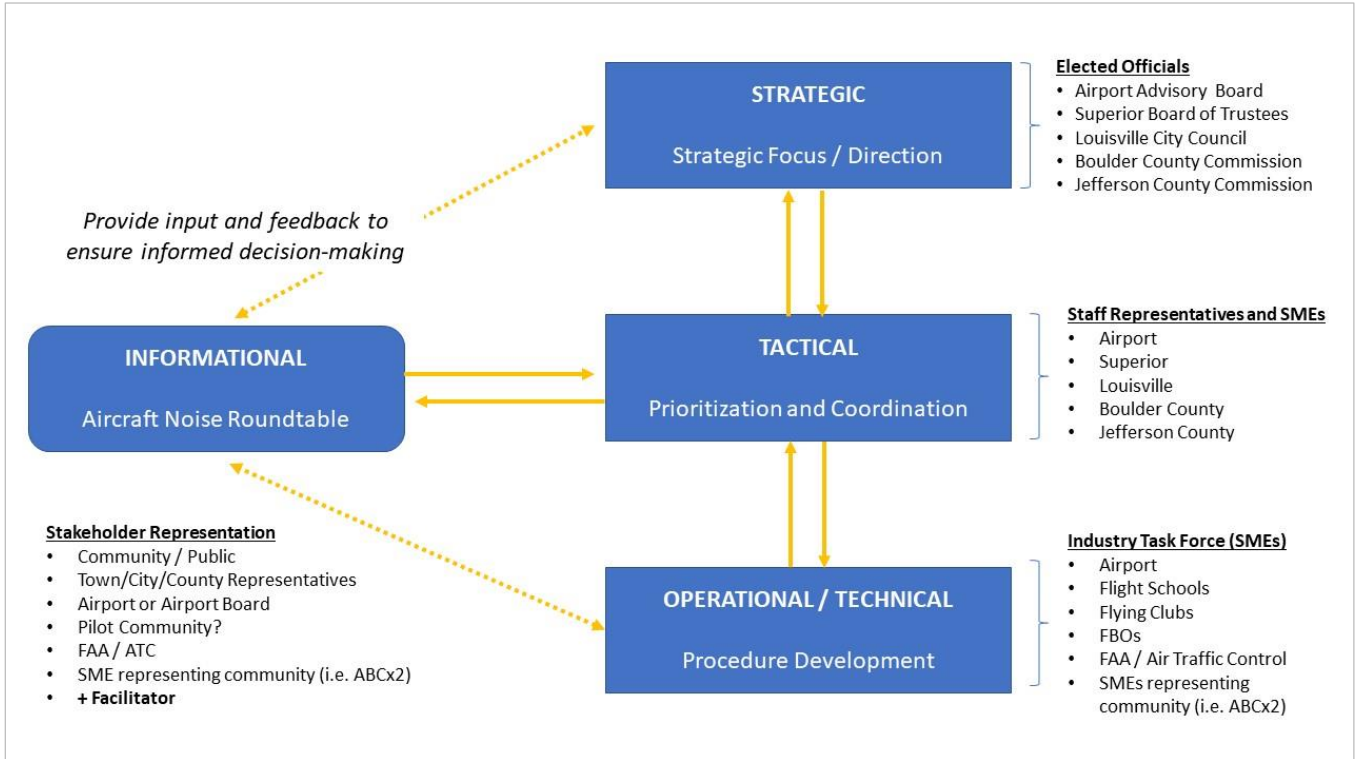 STRATEGIC
Strategic Focus / Direction
Elected Officials
• Airport Advisory Board
• Superior Board of Trustees
• Louisville City Council
• Boulder County Commission
• Jefferson County Commission
Provide input and feedback to
ensure informed decision-making
INFORMATIONAL
Aircraft Noise Roundtable
TACTICAL
Prioritization and Coordination
Staff Representatives and SMEs
• Airport
• Superior
• Louisville
• Boulder County
• Jefferson County
Stakeholder Representation
• Community / Public
• Town/City/County Representatives
• Airport or Airport Board
• Pilot Community?
• FAA / ATC
• SME representing community (i.e. ABCx2)
• + Facilitator
OPERATIONAL / TECHNICAL
Procedure Development
Industry Task Force (SMEs)
• Airport
• Flight Schools
• Flying Clubs
• FBOs
• FAA / Air Traffic Control
• SMEs representing
community (i.e. ABCx2)